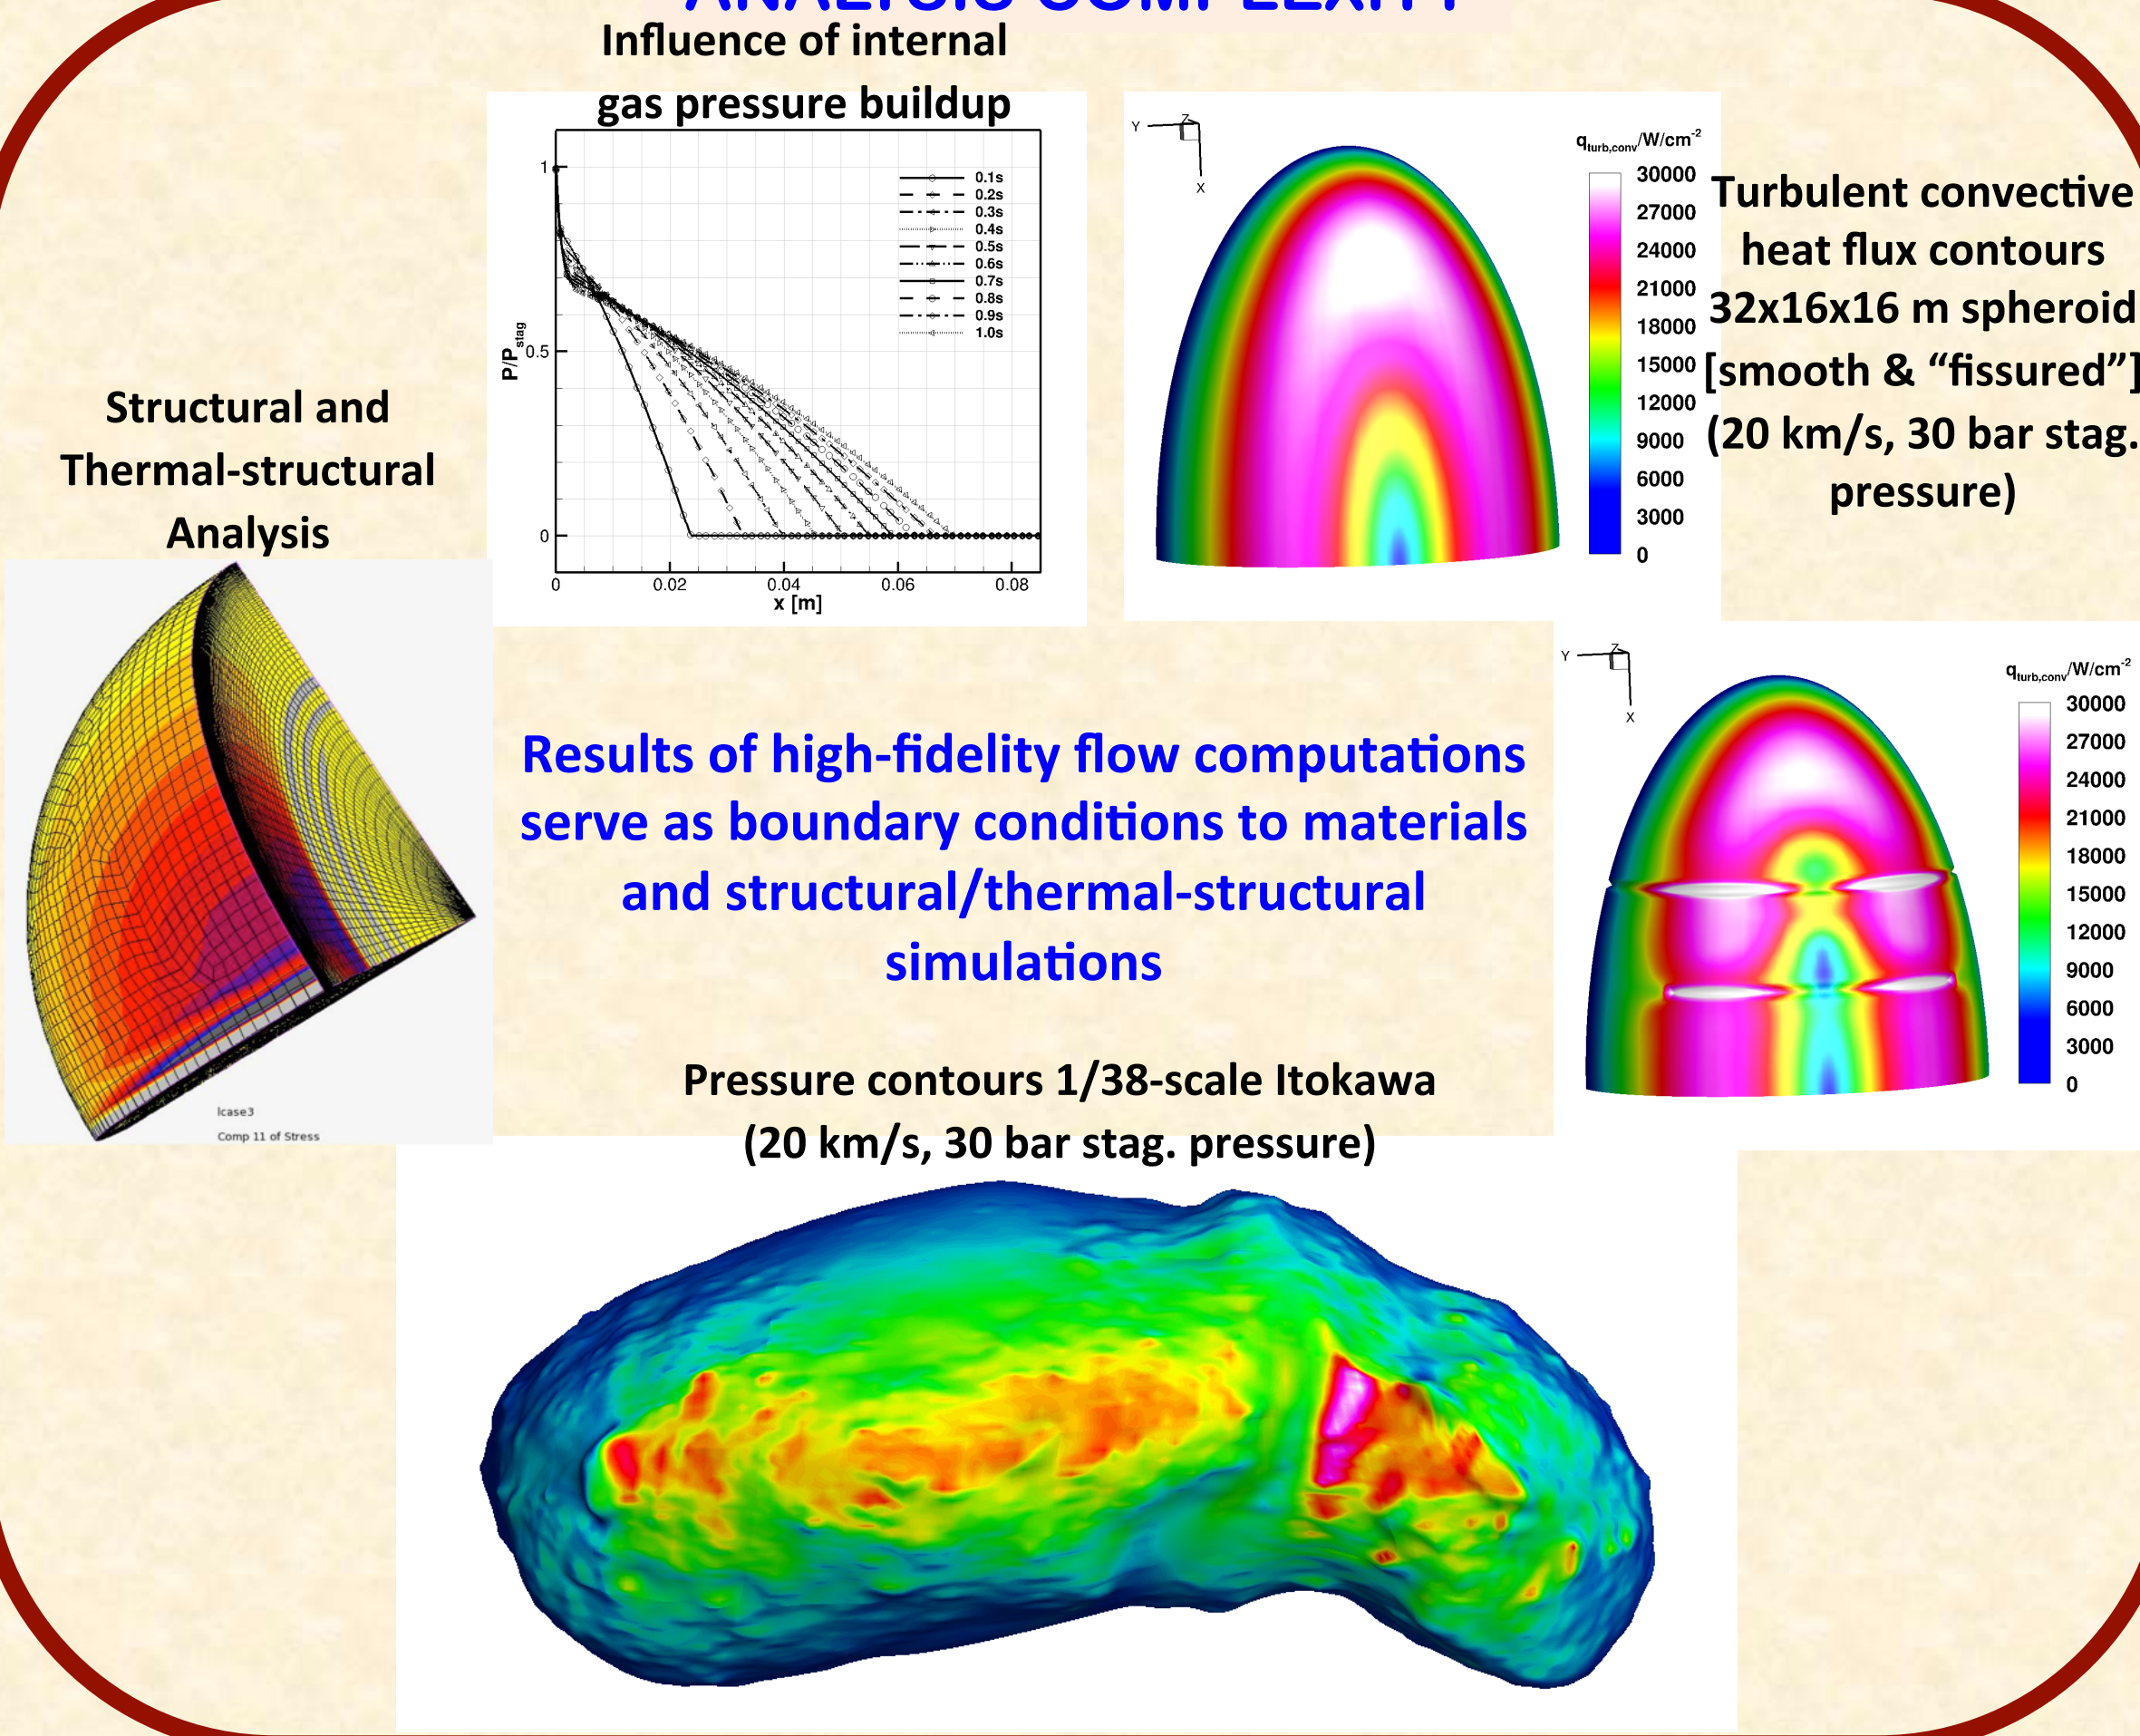 ANALYSIS COMPLEXITY
Influence of internal
gas pressure buildup
1
0.5
0
P/Pstag
0.1s
0.2s
0.3s
0.4s
0.5s
0.6s
0.7s
0.8s
0.9s
1.0s
0
0.02
0.04
0.06
0.08
x [m]
Y
Z
X
qturb,conv/W/cm-2
30000
27000
24000
21000
18000
15000
12000
9000
6000
3000
0
Turbulent convective
heat flux contours
32x16x16 m spheroid
[smooth & “fissured”]
(20 km/s, 30 bar stag.
pressure)
Structural and
Thermal-structural
Analysis
lcase3
Comp 11 of Stress
Results of high-fidelity flow computations
serve as boundary conditions to materials
and structural/thermal-structural
simulations
Y
Z
X
qturb,conv/W/cm-2
30000
27000
24000
21000
18000
15000
12000
9000
6000
3000
0
Pressure contours 1/38-scale Itokawa
(20 km/s, 30 bar stag. pressure)